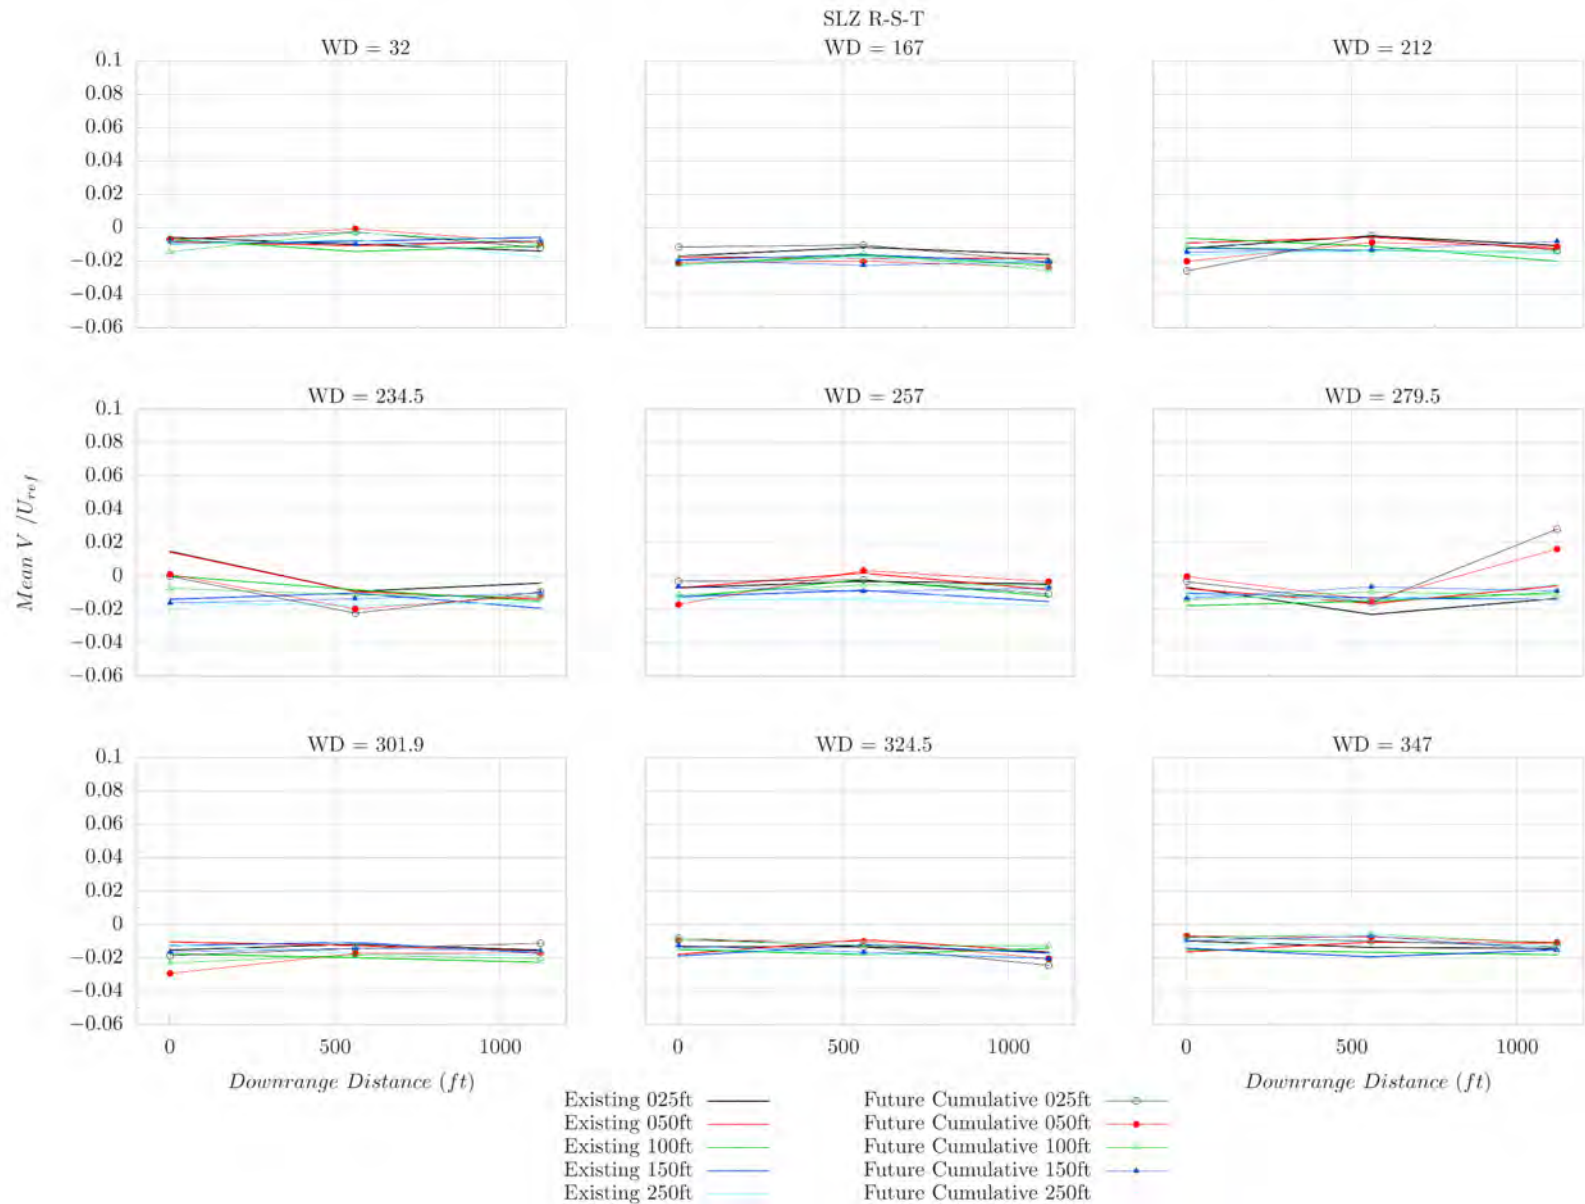 SLZ R-S-T
WD = 32
WD = 167
WD = 212
0.1
0.08
0.06
0.04
0.02
0
−0.02
−0.04
−0.06
WD = 234.5
WD = 257
WD = 279.5
0.1
0.08
0.06
0.04
0.02
0
−0.02
−0.04
−0.06
Mean V /U_ref
WD = 301.9
WD = 324.5
WD = 347
0.1
0.08
0.06
0.04
0.02
0
−0.02
−0.04
−0.06
0 500 1000
0 500 1000
0 500 1000
Downrange Distance (ft)
Downrange Distance (ft)
Existing 025ft
Existing 050ft
Existing 100ft
Existing 150ft
Existing 250ft
Future Cumulative 025ft
Future Cumulative 050ft
Future Cumulative 100ft
Future Cumulative 150ft
Future Cumulative 250ft